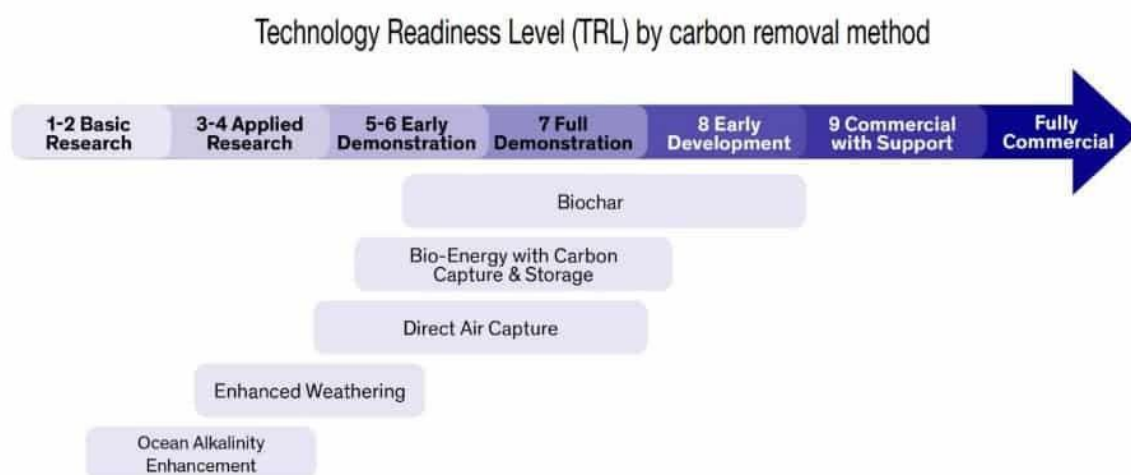 Technology Readiness Level (TRL) by carbon removal method
1-2 Basic
Research
3-4 Applied
Research
5-6 Early
Demonstration
7 Full
Demonstration
8 Early
Development
9 Commercial
with Support
Fully
Commercial
Biochar
Bio-Energy with Carbon
Capture & Storage
Direct Air Capture
Enhanced Weathering
Ocean Alkalinity
Enhancement